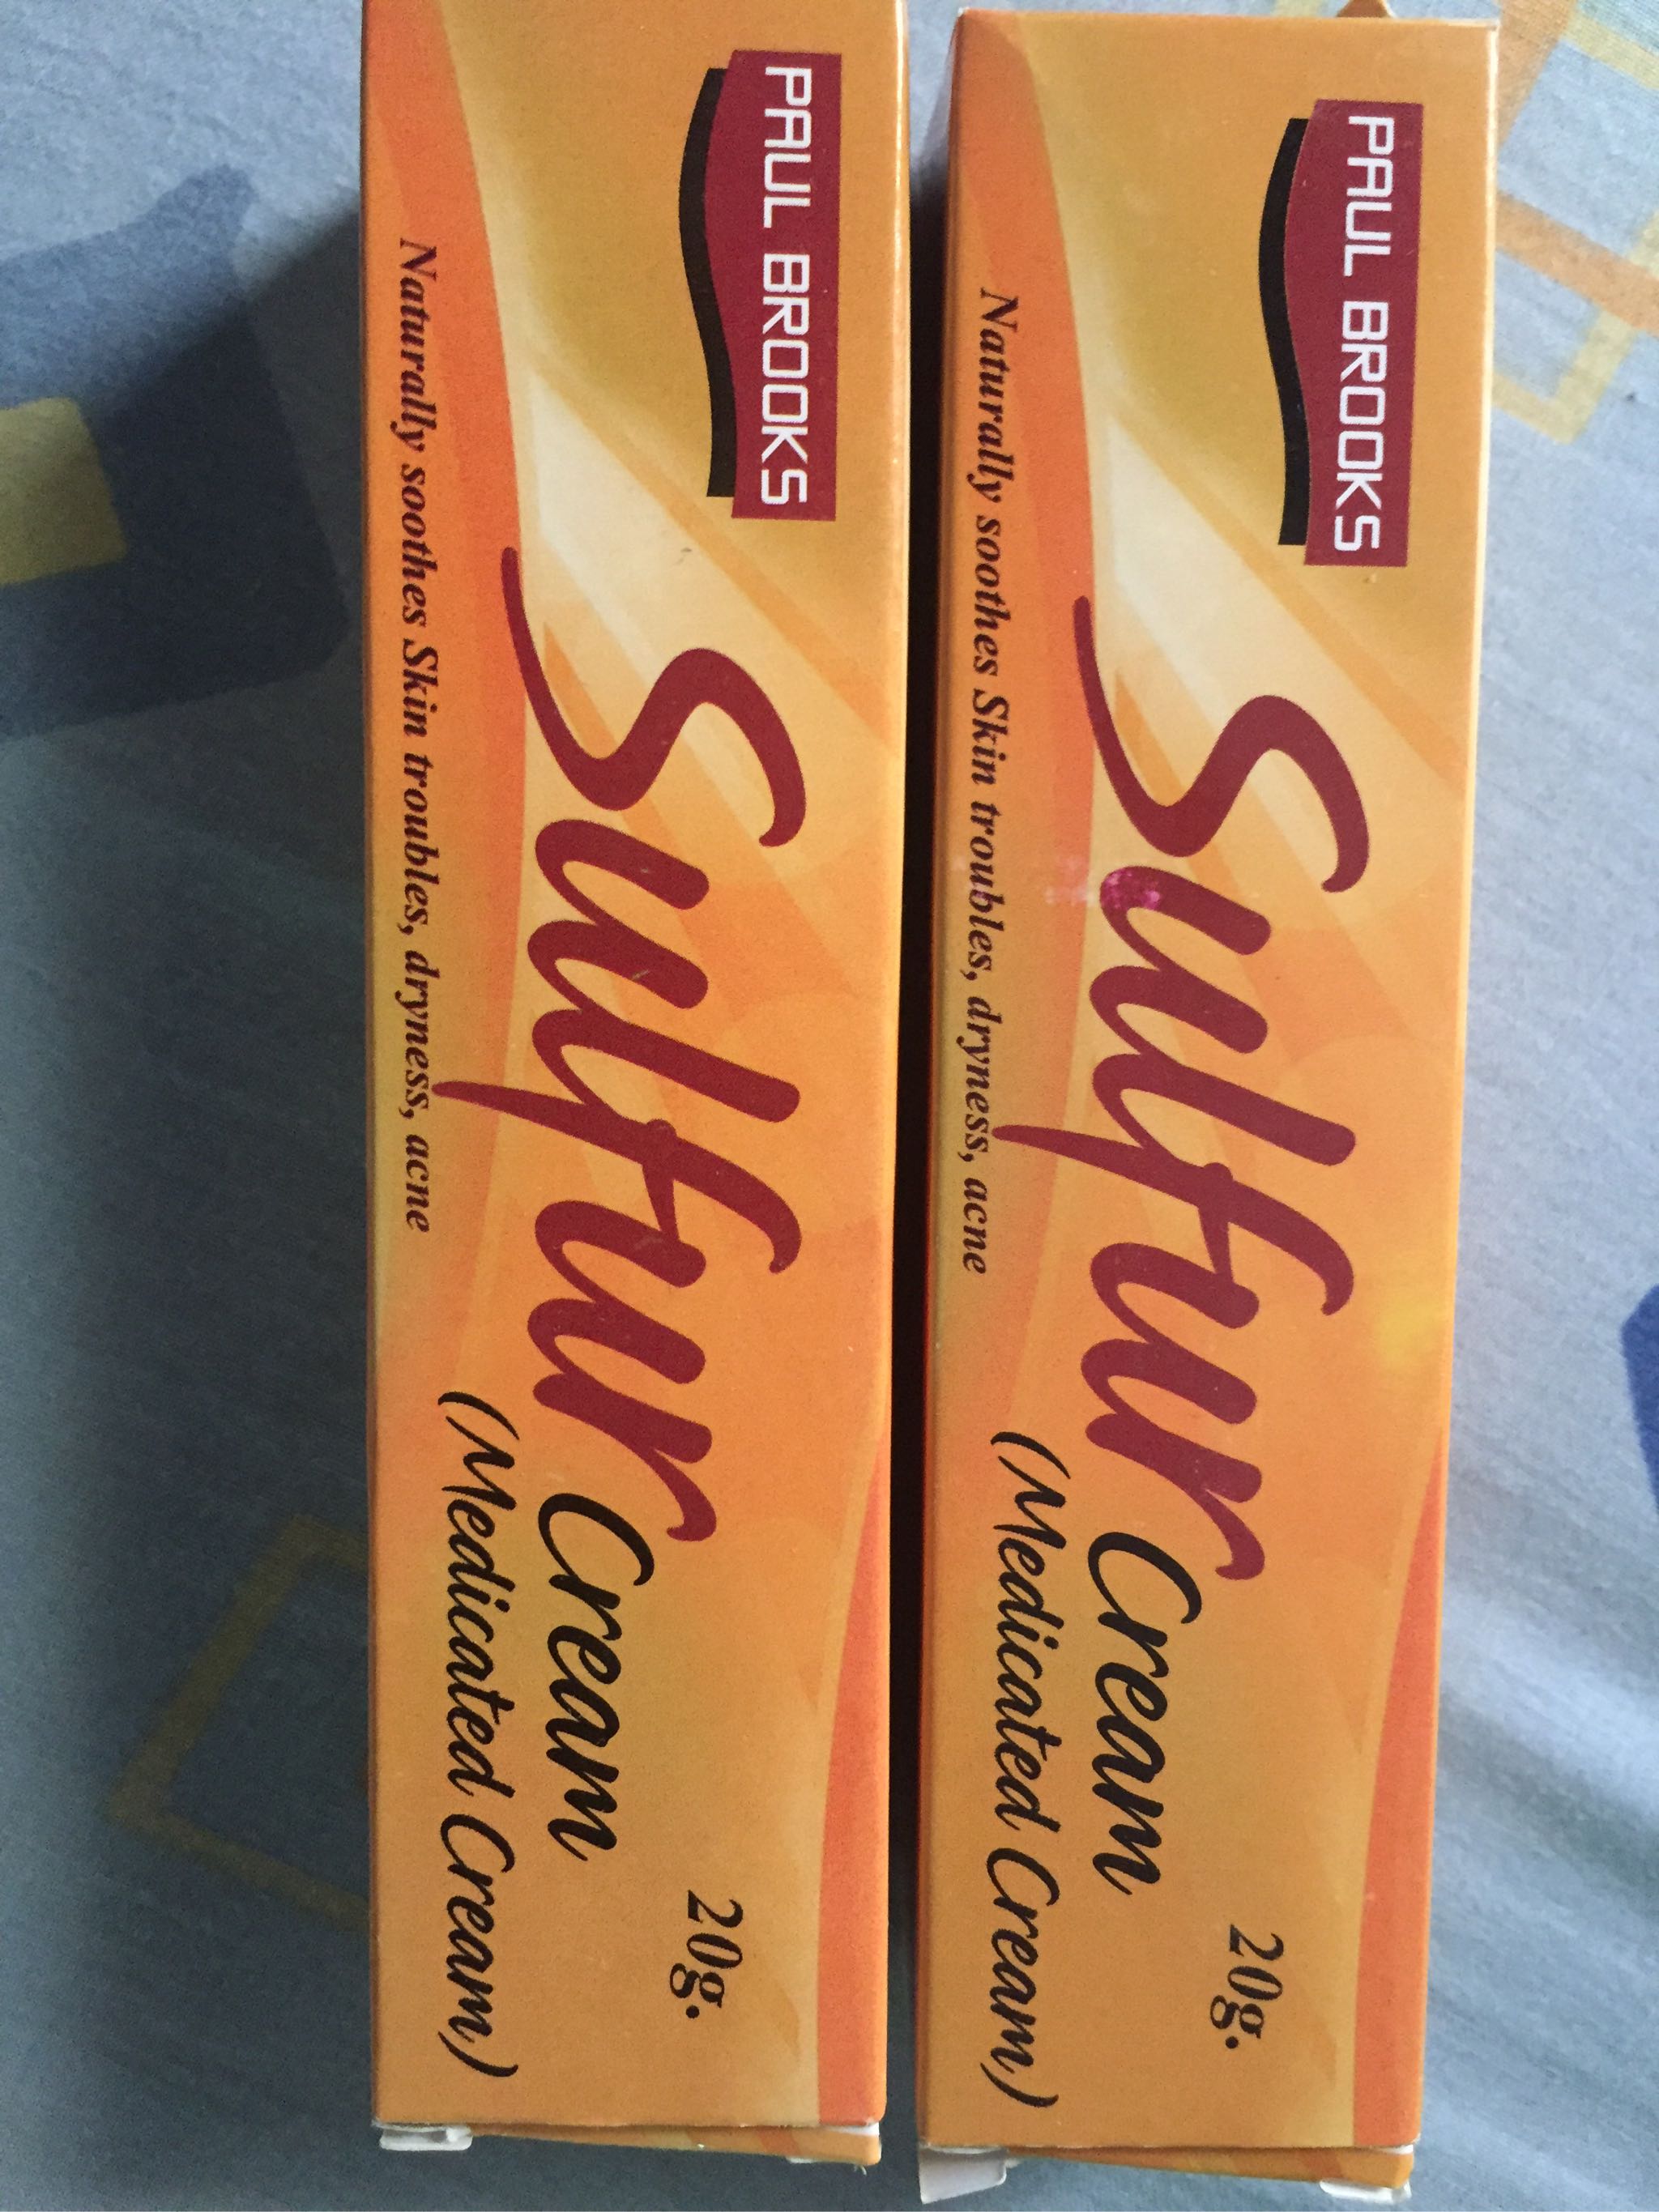 PAUL BROOKS
Sulfur Cream
20g.
(Medicated Cream)
Naturally soothes Skin troubles, dryness, acne
PAUL BROOKS
Sulfur Cream
20g.
(Medicated Cream)
Naturally soothes Skin troubles, dryness, acne